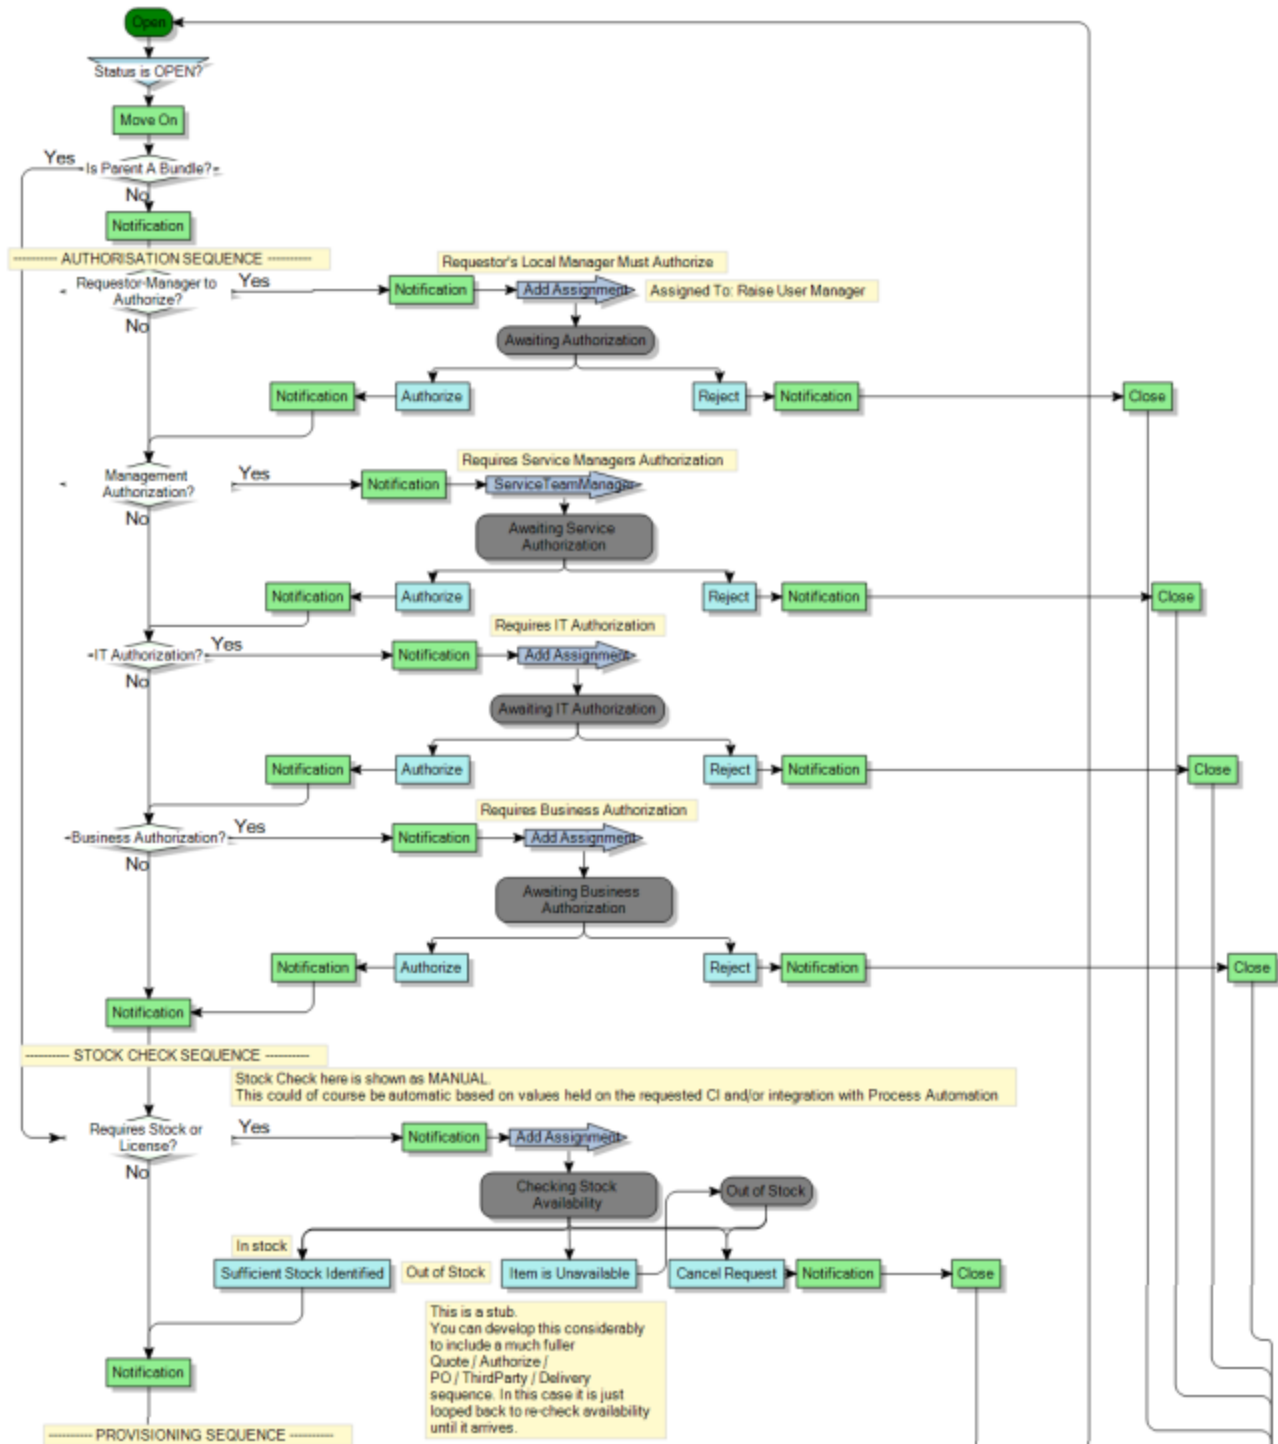 Open
Status is OPEN?
Move On
Yes
Is Parent A Bundle?
No
Notification
---------- AUTHORISATION SEQUENCE ----------
Requestor's Local Manager Must Authorize
Requestor-Manager to
Authorize?
Yes
Notification
Add Assignment
Assigned To: Raise User Manager
No
Awaiting Authorization
Notification
Authorize
Reject
Notification
Close
Requires Service Managers Authorization
Management
Authorization?
Yes
Notification
ServiceTeamManager
No
Awaiting Service
Authorization
Notification
Authorize
Reject
Notification
Close
Requires IT Authorization
IT Authorization?
Yes
Notification
Add Assignment
No
Awaiting IT Authorization
Notification
Authorize
Reject
Notification
Close
Requires Business Authorization
Business Authorization?
Yes
Notification
Add Assignment
No
Awaiting Business
Authorization
Notification
Authorize
Reject
Notification
Close
Notification
---------- STOCK CHECK SEQUENCE ----------
Stock Check here is shown as MANUAL.
This could of course be automatic based on values held on the requested CI and/or integration with Process Automation
Requires Stock or
License?
Yes
Notification
Add Assignment
No
Checking Stock
Availability
Out of Stock
In stock
Sufficient Stock Identified
Out of Stock
Item is Unavailable
Cancel Request
Notification
Close
This is a stub.
You can develop this considerably
to include a much fuller
Quote / Authorize /
PO / ThirdParty / Delivery
sequence. In this case it is just
looped back to re-check availability
until it arrives.
Notification
---------- PROVISIONING SEQUENCE ----------